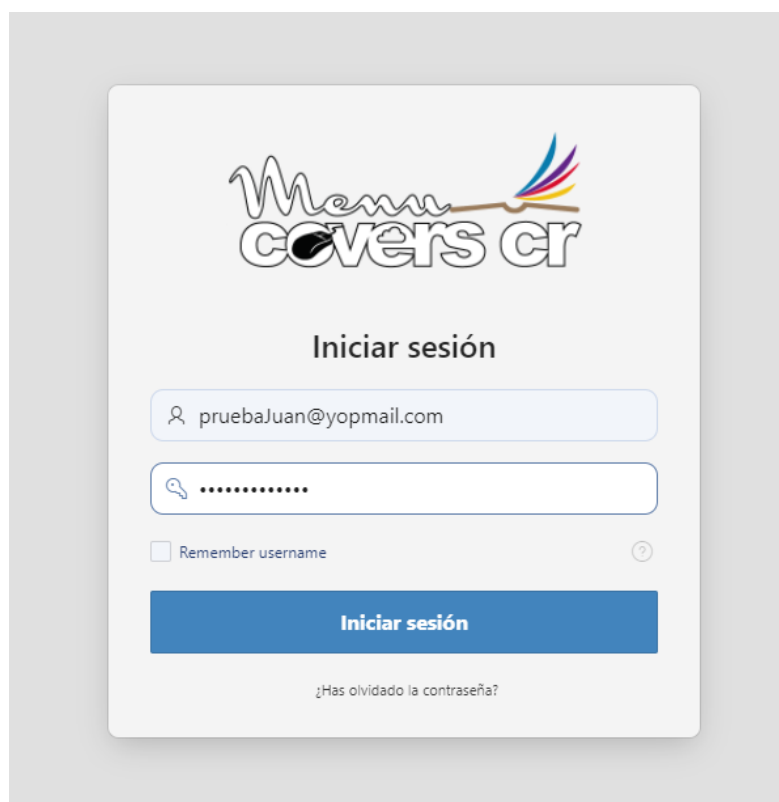 Menu
covers cr
Iniciar sesión
pruebaJuan@yopmail.com
•••••••••••••
Remember username
?
Iniciar sesión
¿Has olvidado la contraseña?